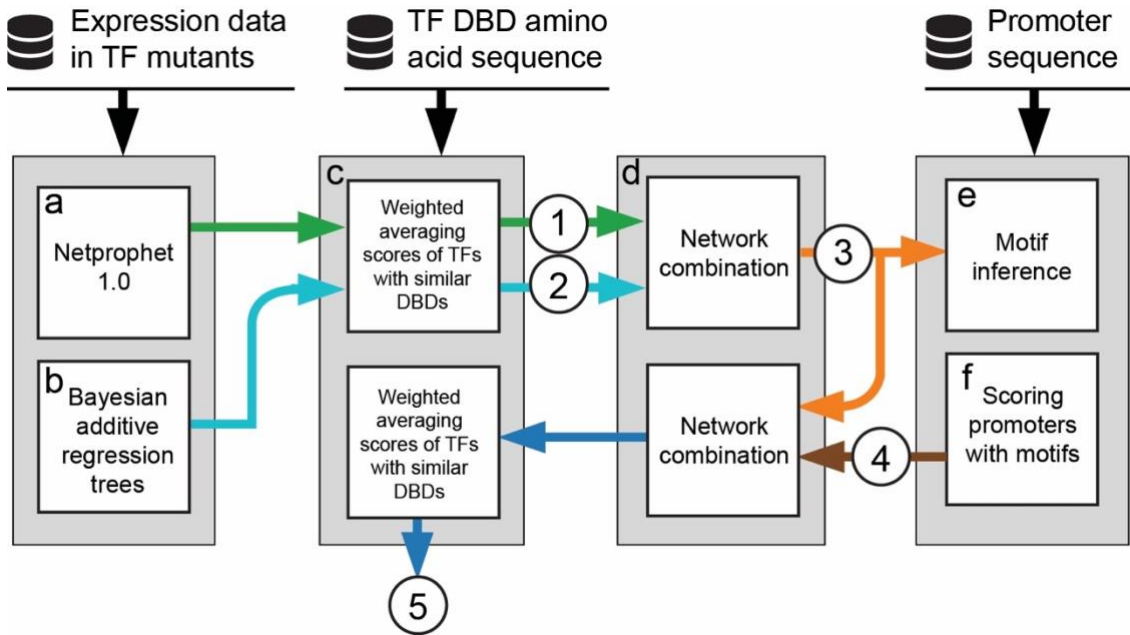 Expression data
in TF mutants
TF DBD amino
acid sequence
Promoter
sequence
a
Netprophet
1.0
b
Bayesian
additive
regression
trees
c
Weighted
averaging
scores of TFs
with similar
DBDs
Weighted
averaging
scores of TFs
with similar
DBDs
1
2
d
Network
combination
Network
combination
3
4
e
Motif
inference
f
Scoring
promoters
with motifs
5